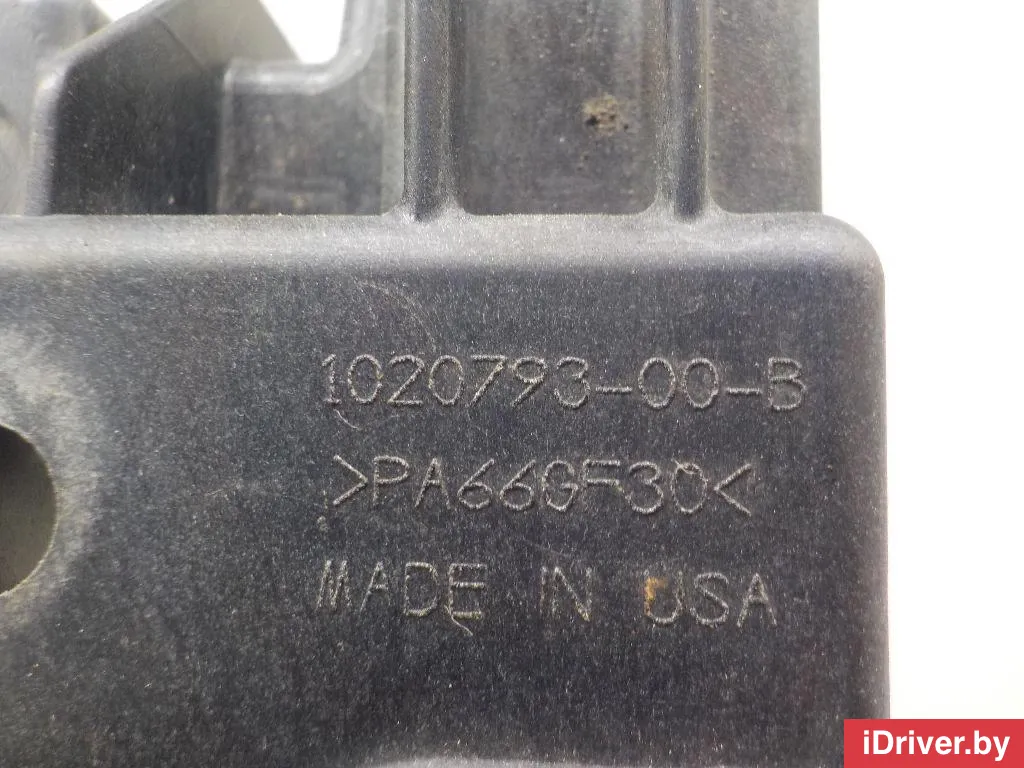 1020793-00-B
>PA66GF30<
MADE IN USA
iDriver.by